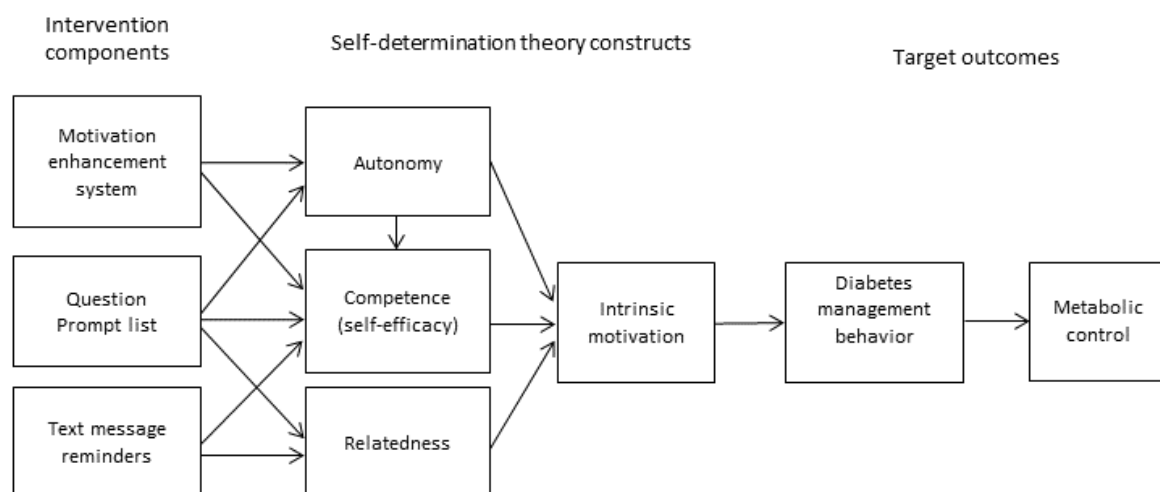 Intervention
components
Self-determination theory constructs
Target outcomes
Motivation
enhancement
system
Autonomy
Question
Prompt list
Competence
(self-efficacy)
Intrinsic
motivation
Diabetes
management
behavior
Metabolic
control
Text message
reminders
Relatedness